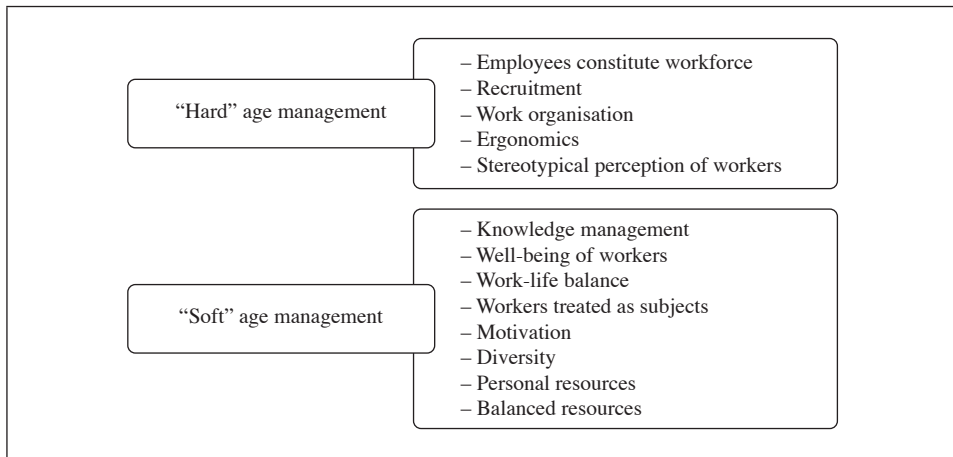 “Hard” age management
– Employees constitute workforce
– Recruitment
– Work organisation
– Ergonomics
– Stereotypical perception of workers
“Soft” age management
– Knowledge management
– Well-being of workers
– Work-life balance
– Workers treated as subjects
– Motivation
– Diversity
– Personal resources
– Balanced resources